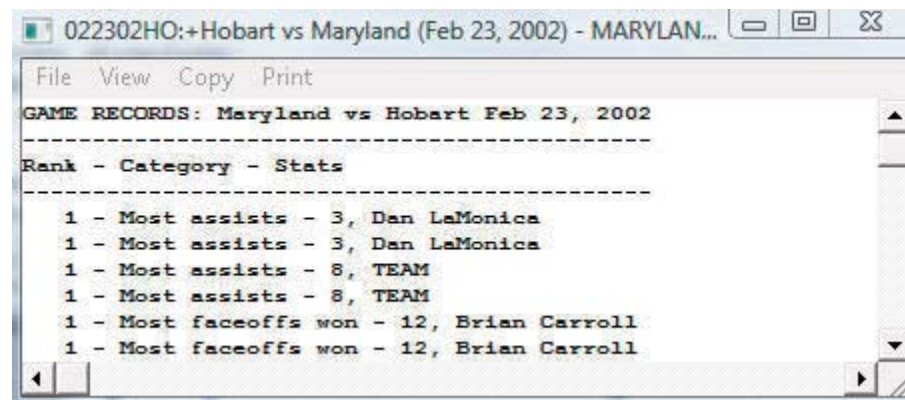 022302HO:+Hobart vs Maryland (Feb 23, 2002) - MARYLAN...
File View Copy Print
GAME RECORDS: Maryland vs Hobart Feb 23, 2002
--------------------------------------------------
Rank - Category - Stats
--------------------------------------------------
1 - Most assists - 3, Dan LaMonica
1 - Most assists - 3, Dan LaMonica
1 - Most assists - 8, TEAM
1 - Most assists - 8, TEAM
1 - Most faceoffs won - 12, Brian Carroll
1 - Most faceoffs won - 12, Brian Carroll